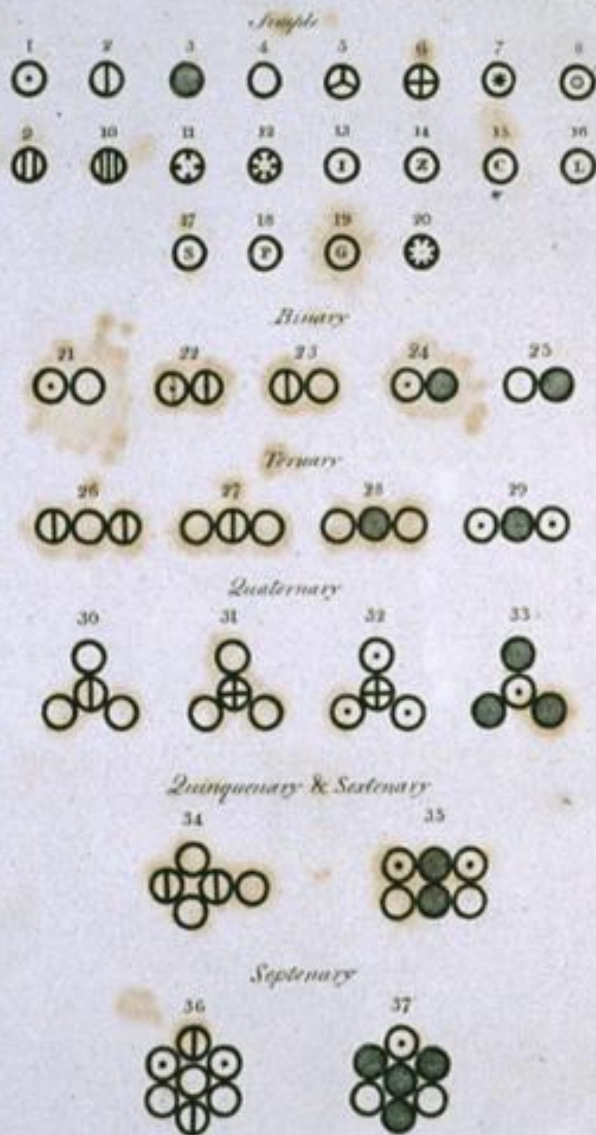 Simple
1 2 3 4 5 6 7 8
9 10 11 12 13 14 15 16
I Z C L
17 18 19 20
S P G
Binary
21 22 23 24 25
Ternary
26 27 28 29
Quaternary
30 31 32 33
Quinquenary & Sextenary
34 35
Septenary
36 37